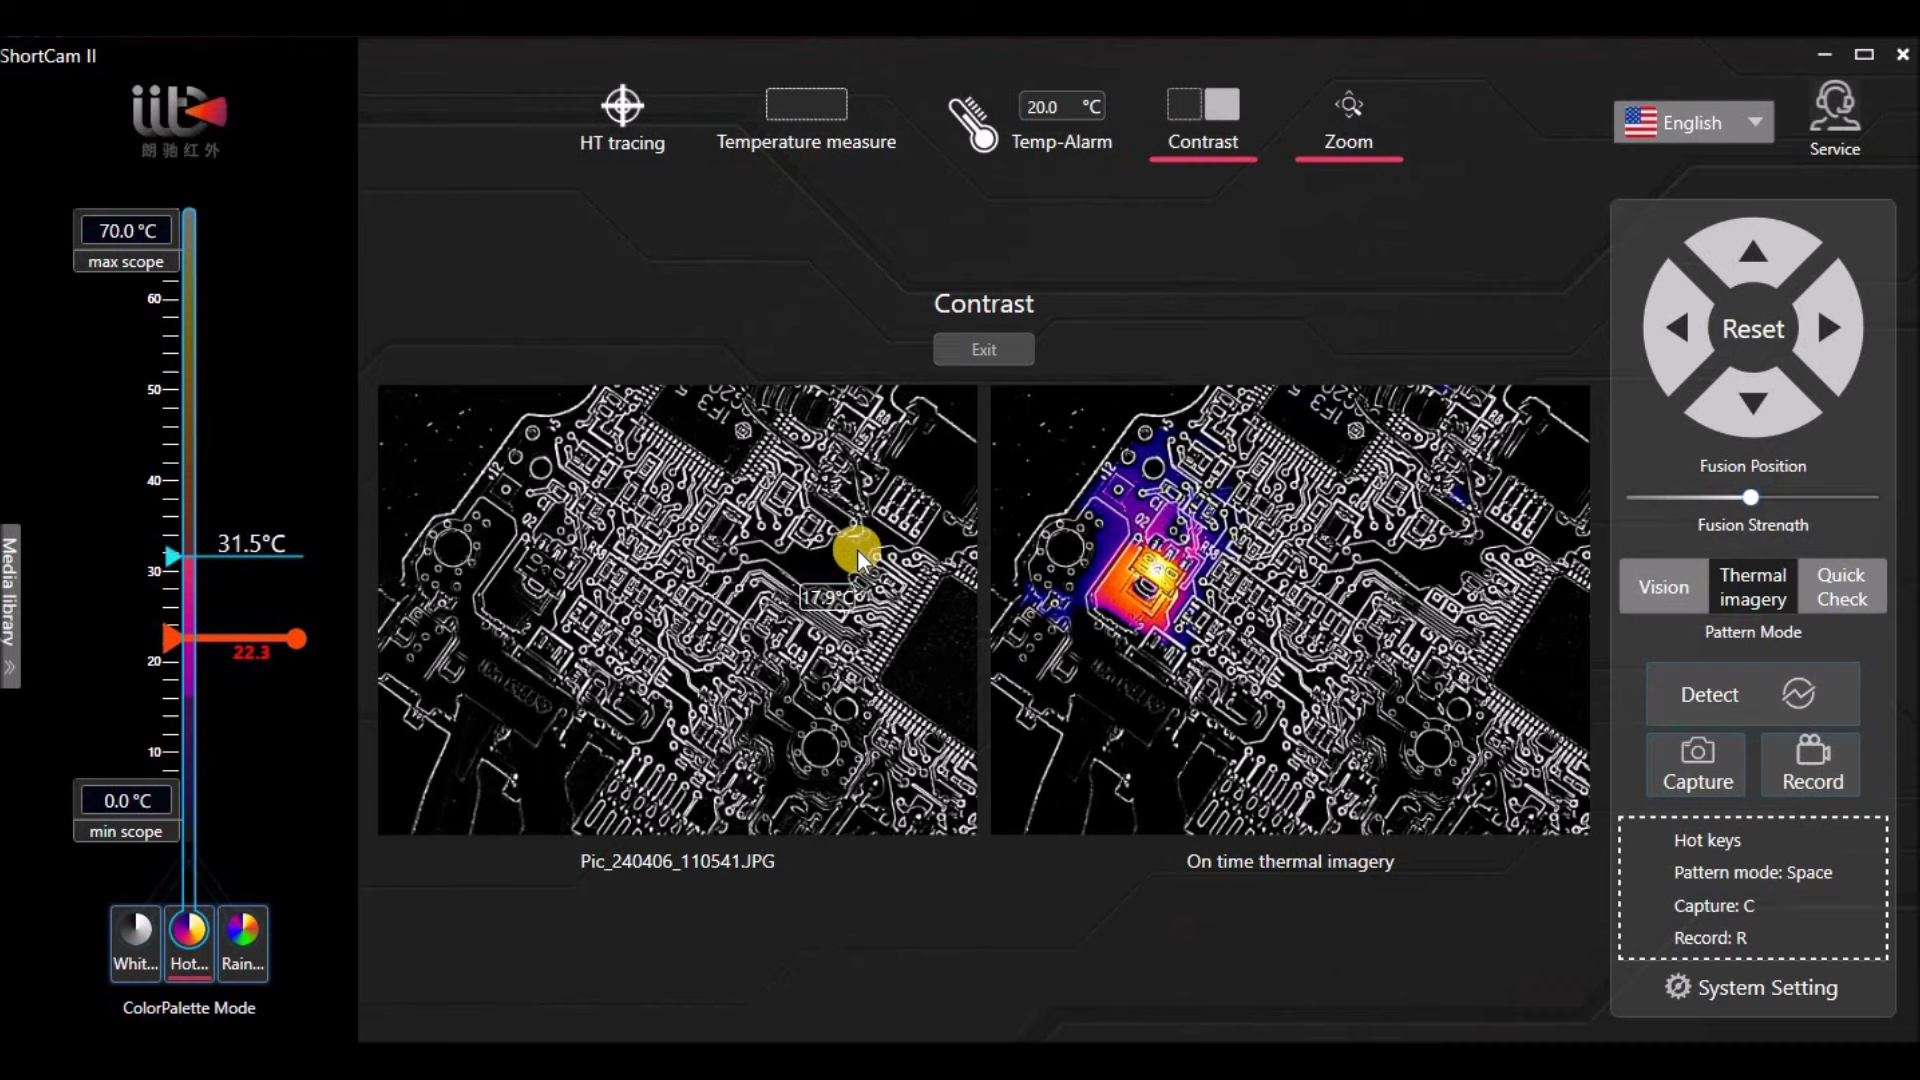 ShortCam II
iit
朗驰红外
HT tracing
Temperature measure
20.0 °C
Temp-Alarm
Contrast
Zoom
English
Service
70.0 °C
max scope
60
50
40
31.5°C
30
22.3
20
10
0.0 °C
min scope
Media library
Whit...
Hot...
Rain...
ColorPalette Mode
Contrast
Exit
17.9°C
Pic_240406_110541.JPG
On time thermal imagery
Reset
Fusion Position
Fusion Strength
Vision
Thermal imagery
Quick Check
Pattern Mode
Detect
Capture
Record
Hot keys
Pattern mode: Space
Capture: C
Record: R
System Setting